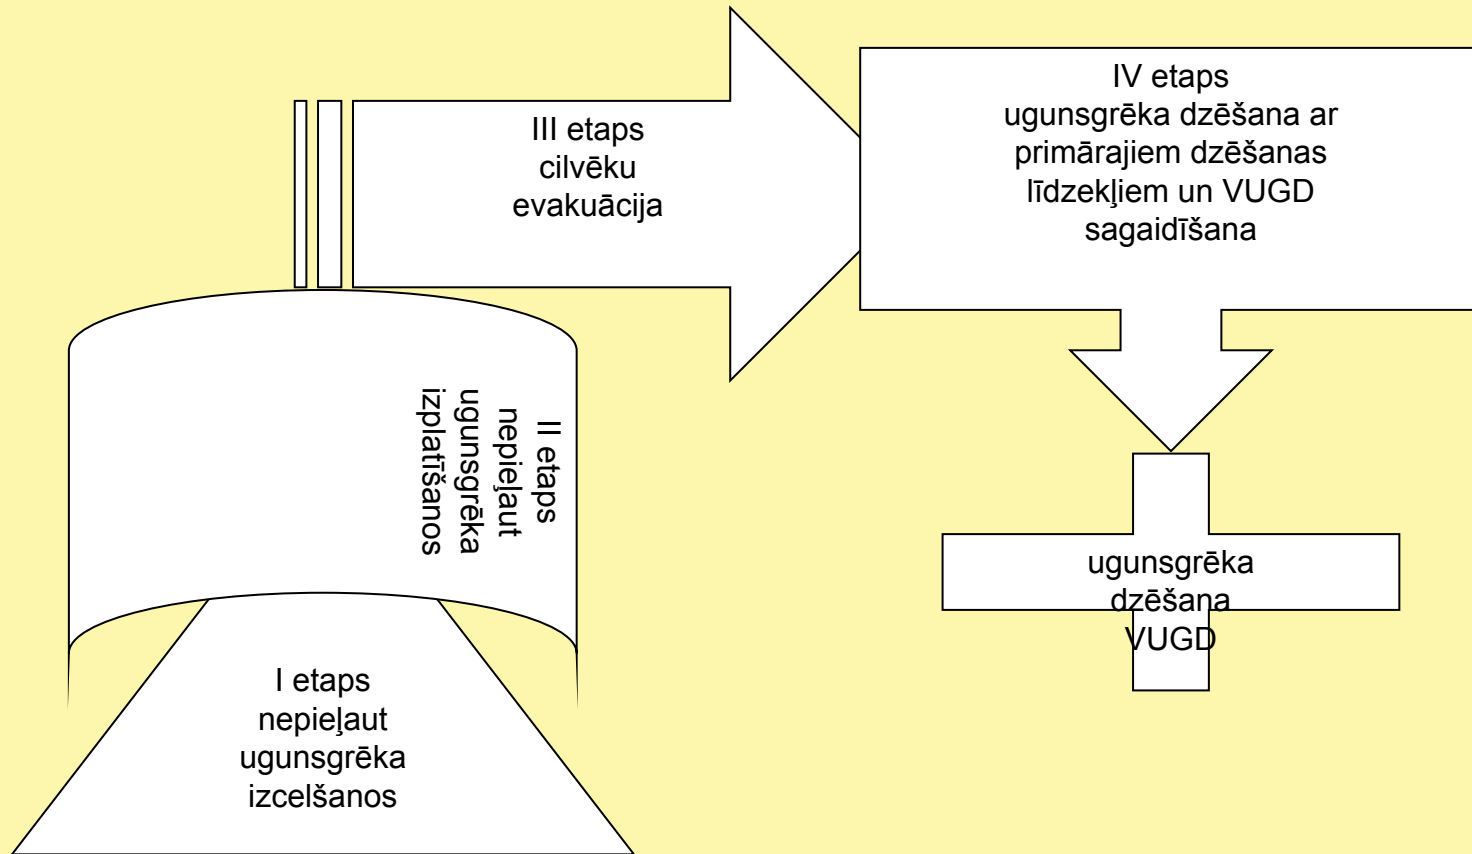 III etaps
cilvēku
evakuācija
IV etaps
ugunsgrēka dzēšana ar
primārajiem dzēšanas
līdzekļiem un VUGD
sagaidīšana
II etaps
nepieļaut
ugunsgrēka
izplatīšanos
ugunsgrēka
dzēšana
VUGD
I etaps
nepieļaut
ugunsgrēka
izcelšanos